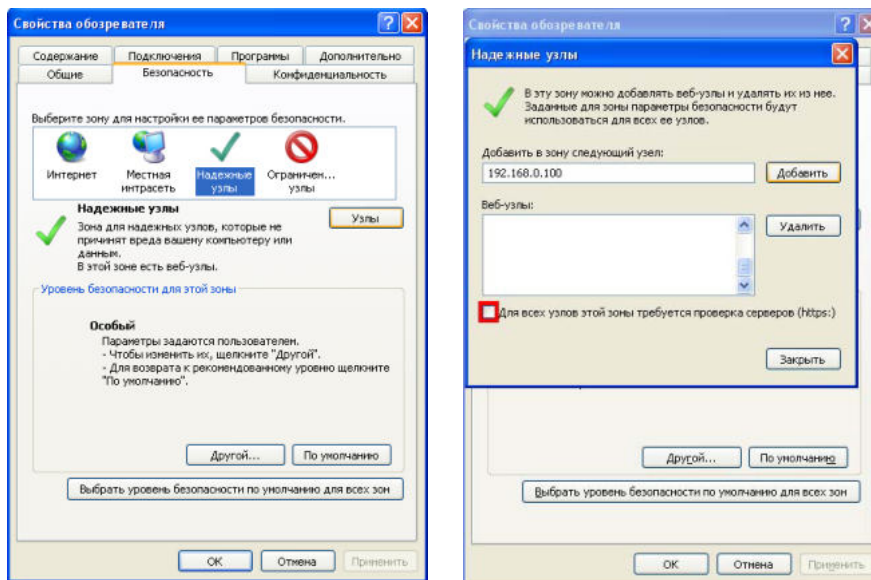 Свойства обозревателя
Содержание
Подключения
Программы
Дополнительно
Общие
Безопасность
Конфиденциальность
Выберите зону для настройки ее параметров безопасности.
Интернет
Местная
интрасеть
Надежные
узлы
Ограничен...
узлы
Надежные узлы
Узлы
Зона для надежных узлов, которые не
причинят вреда вашему компьютеру или
данным.
В этой зоне есть веб-узлы.
Уровень безопасности для этой зоны
Особый
Параметры задаются пользователем.
- Чтобы изменить их, щелкните "Другой".
- Для возврата к рекомендованному уровню щелкните
"По умолчанию".
Другой...
По умолчанию
Выбрать уровень безопасности по умолчанию для всех зон
OK
Отмена
Применить
Свойства обозревателя
Надежные узлы
В эту зону можно добавлять веб-узлы и удалять их из нее.
Заданные для зоны параметры безопасности будут
использоваться для всех ее узлов.
Добавить в зону следующий узел:
192.168.0.100
Добавить
Веб-узлы:
Удалить
Для всех узлов этой зоны требуется проверка серверов (https:)
Закрыть
Другой...
По умолчанию
Выбрать уровень безопасности по умолчанию для всех зон
OK
Отмена
Применить